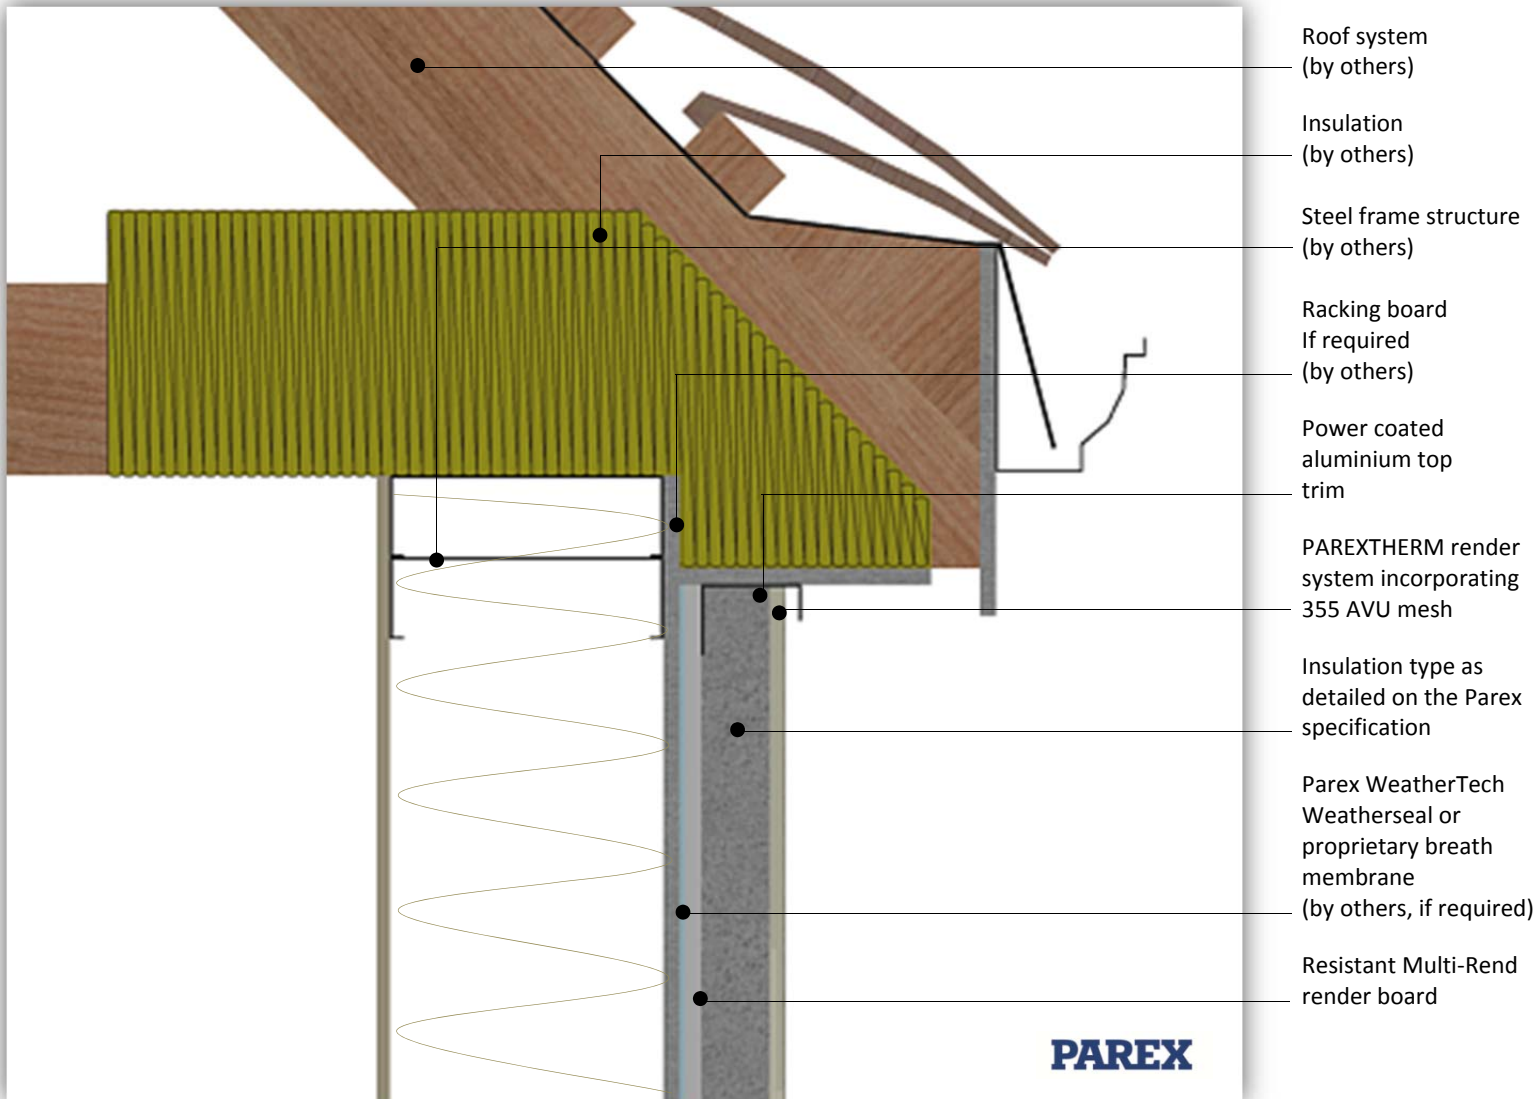 Roof system
(by others)
Insulation
(by others)
Steel frame structure
(by others)
Racking board
If required
(by others)
Power coated
aluminium top
trim
PAREXTHERM render
system incorporating
355 AVU mesh
Insulation type as
detailed on the Parex
specification
Parex WeatherTech
Weatherseal or
proprietary breath
membrane
(by others, if required)
Resistant Multi-Rend
render board
PAREX